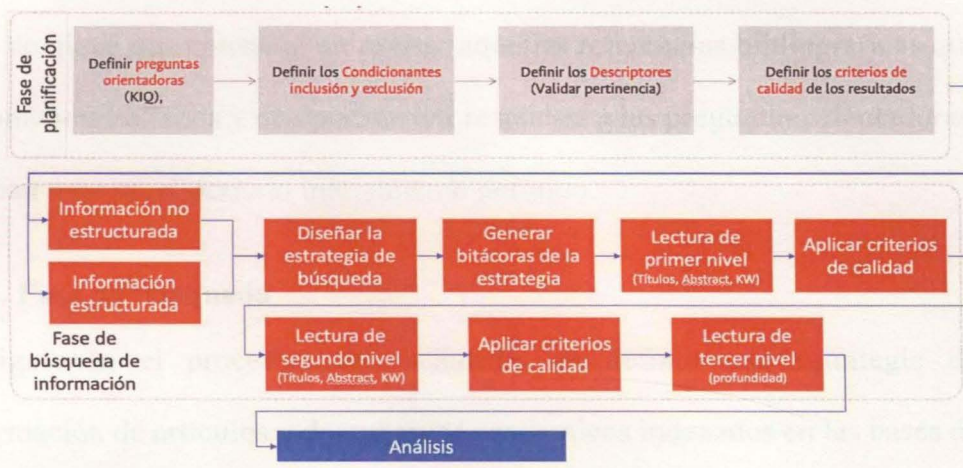 Fase de
planificación
Definir preguntas
orientadoras
(KIQ),
Definir los Condicionantes
inclusión y exclusión
Definir los Descriptores
(Validar pertinencia)
Definir los criterios de
calidad de los resultados
Información no
estructurada
Información
estructurada
Fase de
búsqueda de
información
Diseñar la
estrategia de
búsqueda
Generar
bitácoras de la
estrategia
Lectura de
primer nivel
(Títulos, Abstract, KW)
Aplicar criterios
de calidad
Lectura de
segundo nivel
(Títulos, Abstract, KW)
Aplicar criterios
de calidad
Lectura de
tercer nivel
(profundidad)
Análisis